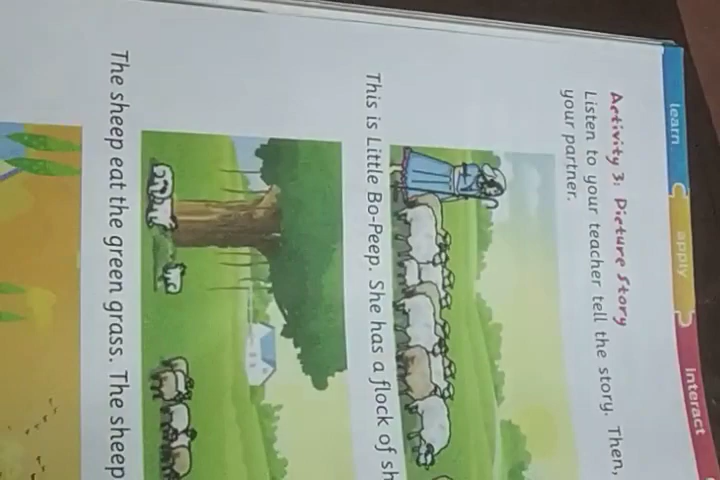 learn
apply
interact
Activity 3: Picture Story
Listen to your teacher tell the story. Then,
your partner.
This is Little Bo-Peep. She has a flock of sh
The sheep eat the green grass. The sheep